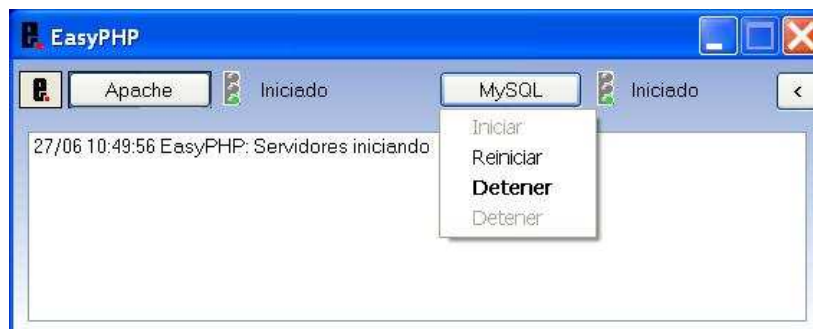 e. EasyPHP
e. Apache Iniciado MySQL Iniciado <
Iniciar
27/06 10:49:56 EasyPHP: Servidores iniciando
Reiniciar
Detener
Detener